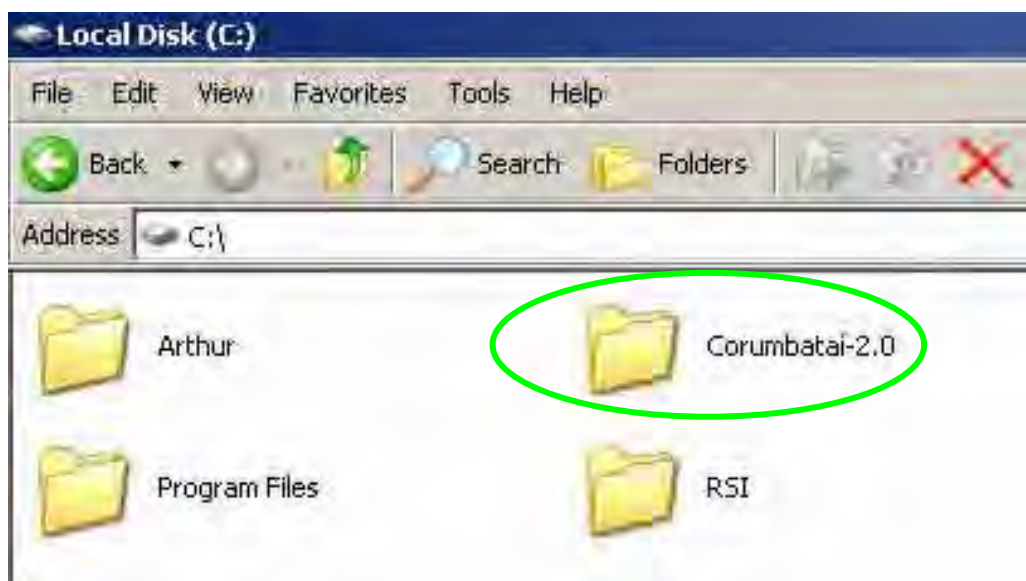 Local Disk (C:)
File Edit View Favorites Tools Help
Back Search Folders
Address C:\
Arthur Corumbatai-2.0
Program Files RSI